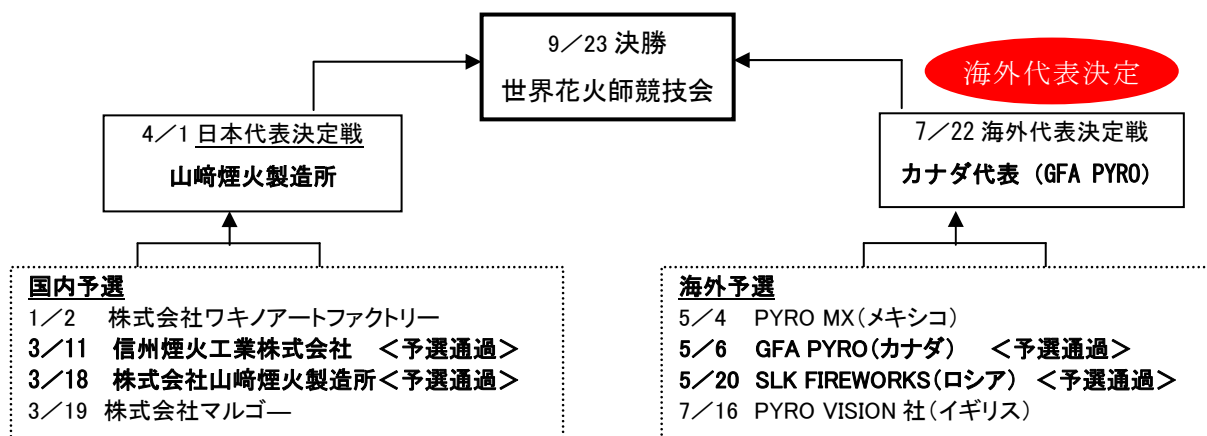 9／23 決勝
世界花火師競技会
海外代表決定
4／1 日本代表決定戦
山﨑煙火製造所
7／22 海外代表決定戦
カナダ代表（GFA PYRO）
国内予選
1／2 株式会社ワキノアートファクトリー
3／11 信州煙火工業株式会社 ＜予選通過＞
3／18 株式会社山﨑煙火製造所＜予選通過＞
3／19 株式会社マルゴ―
海外予選
5／4 PYRO MX（メキシコ）
5／6 GFA PYRO（カナダ） ＜予選通過＞
5／20 SLK FIREWORKS（ロシア） ＜予選通過＞
7／16 PYRO VISION 社（イギリス）